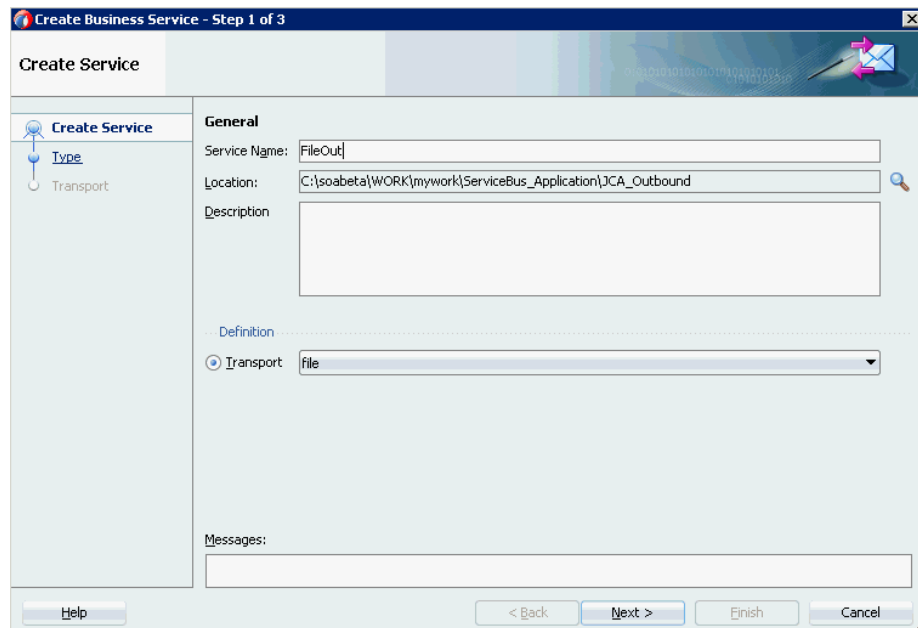 Create Business Service - Step 1 of 3
Create Service
Create Service
Type
Transport
General
Service Name: FileOut
Location: C:\soabeta\WORK\mywork\ServiceBus_Application\JCA_Outbound
Description
Definition
Transport file
Messages:
Help < Back Next > Finish Cancel